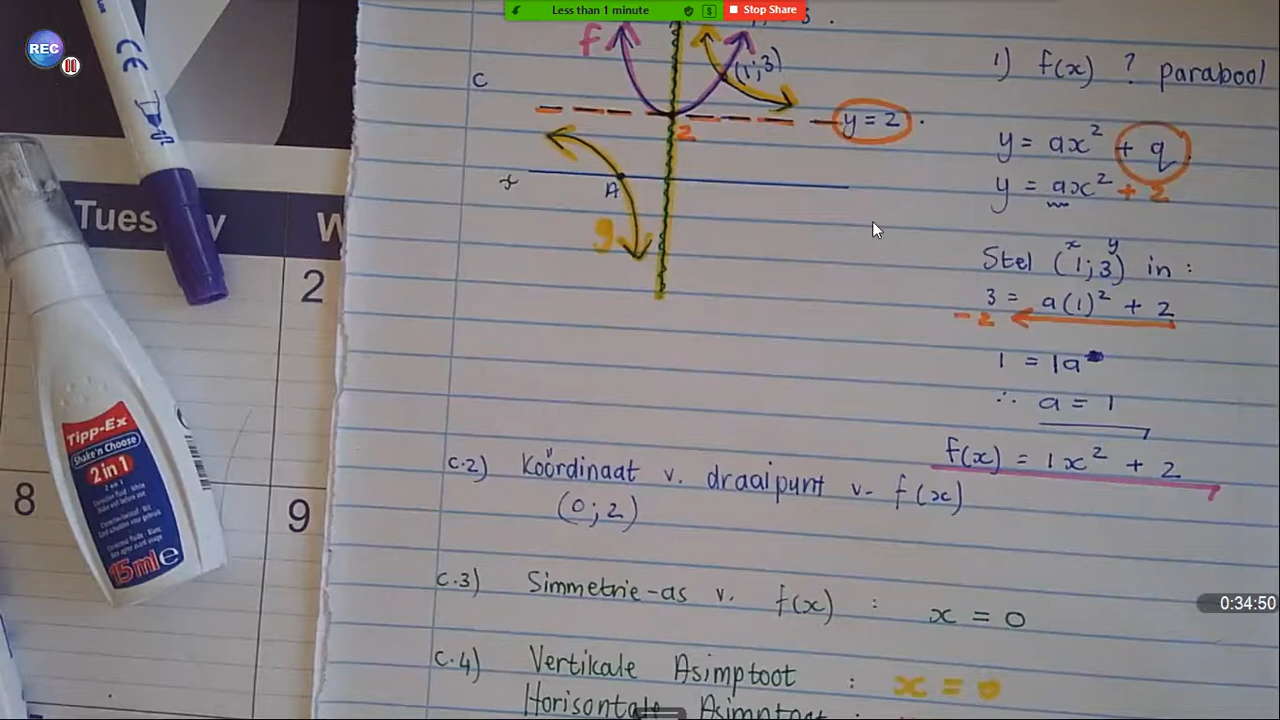 Less than 1 minute
Stop Share
REC
1) f(x) ? parabool
f
(1;3)
C
y = 2
2
y = ax² + q
y = ax² + 2
x
A
g
Stel (1;3) in :
x y
3 = a(1)² + 2
- 2
1 = 1a
∴ a = 1
f(x) = 1x² + 2
C.2) Koördinaat v. draaipunt v. f(x)
(0;2)
C.3) Simmetrie-as v. f(x) : x = 0
C.4) Vertikale Asimptoot : x = 0
Horisontale Asimptoot :
0:34:50
Tuesday
W
2
8
9
CE
Tipp-Ex
Shake'n Choose
2 in 1
15ml e